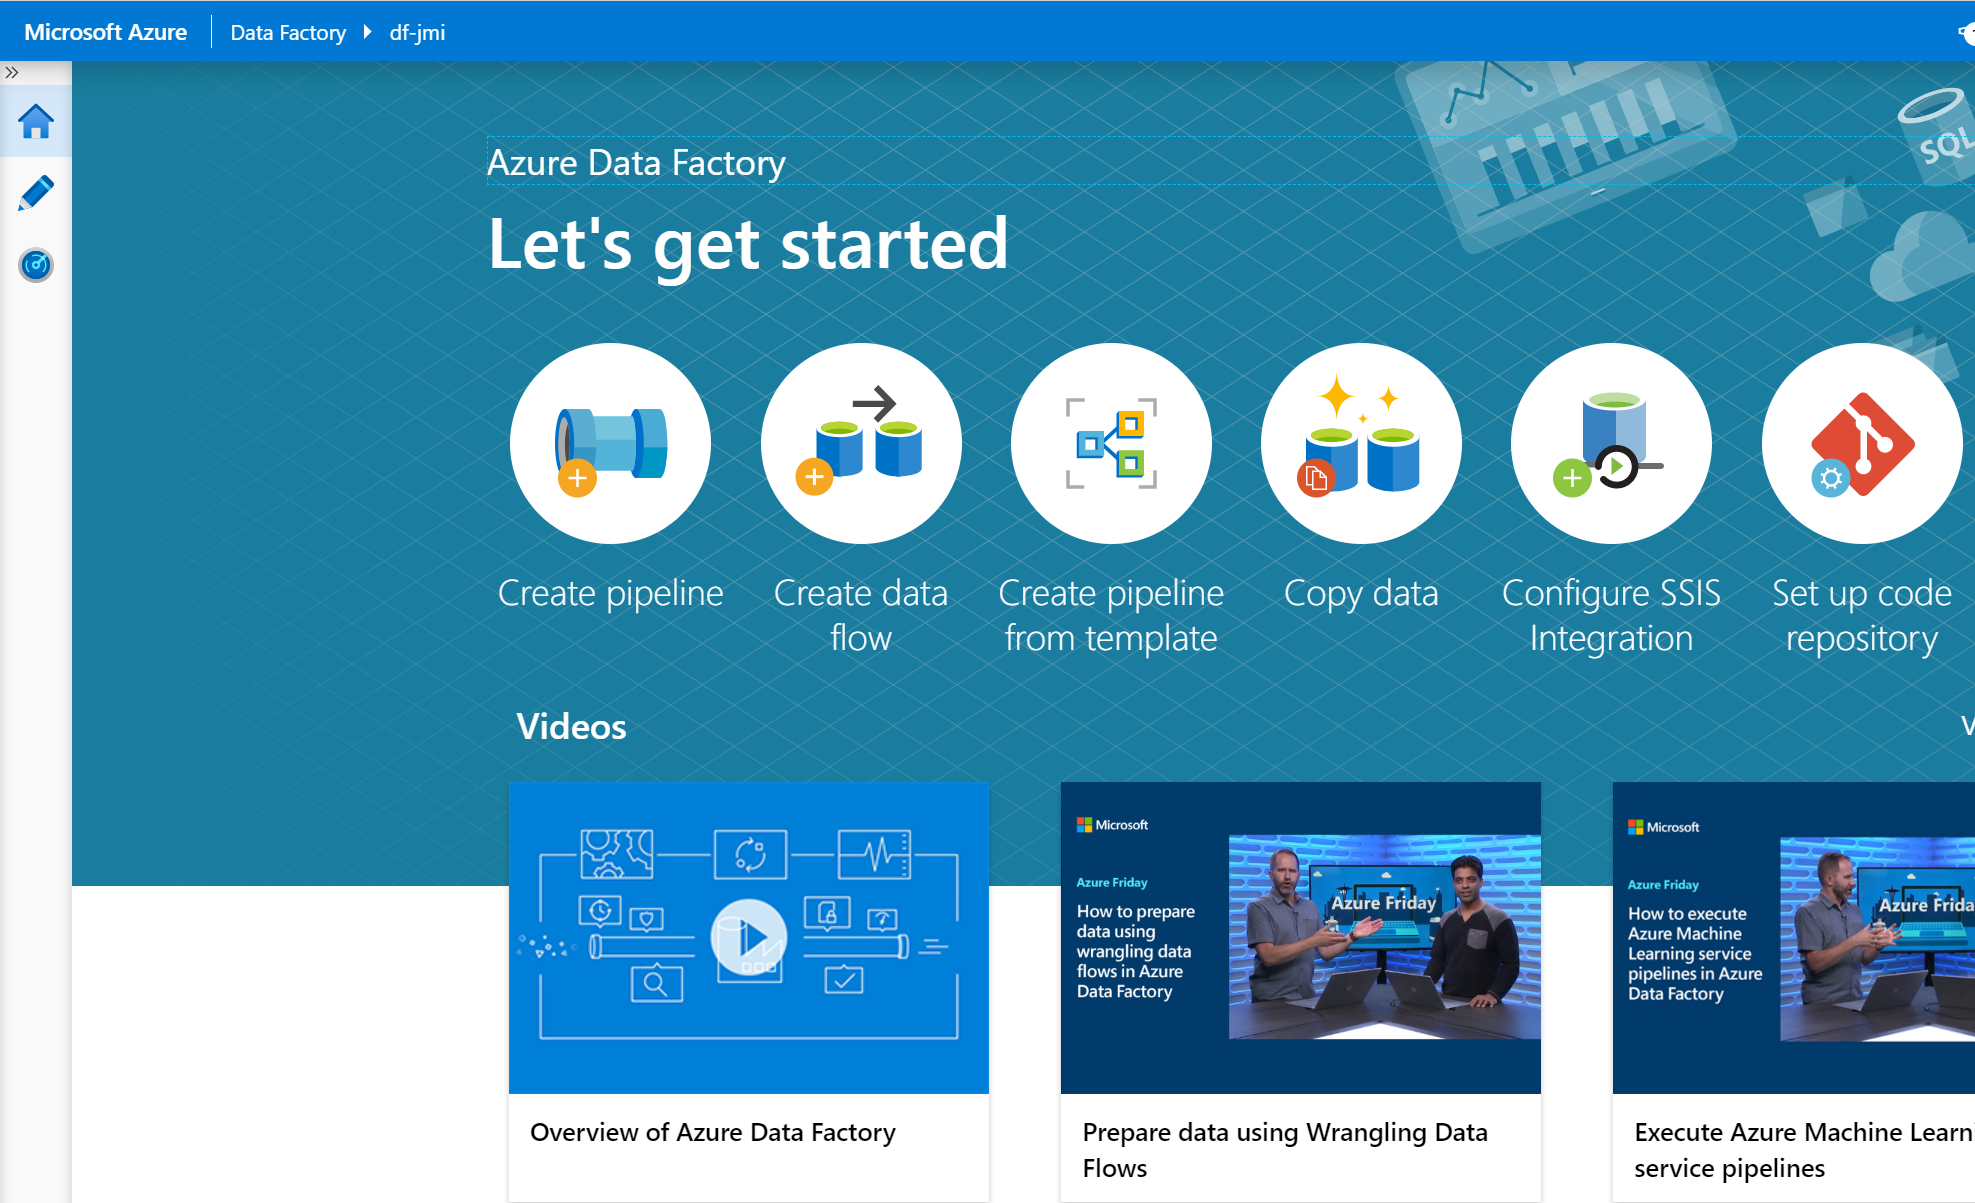 Microsoft Azure
Data Factory
df-jmi
Azure Data Factory
SQL
Let's get started
Create pipeline
Create data
flow
Create pipeline
from template
Copy data
Configure SSIS
Integration
Set up code
repository
Videos
V
Microsoft
Azure Friday
How to prepare
data using
wrangling data
flows in Azure
Data Factory
Azure Friday
Microsoft
Azure Friday
How to execute
Azure Machine
Learning service
pipelines in Azure
Data Factory
Azure Frida
Overview of Azure Data Factory
Prepare data using Wrangling Data
Flows
Execute Azure Machine Learni
service pipelines